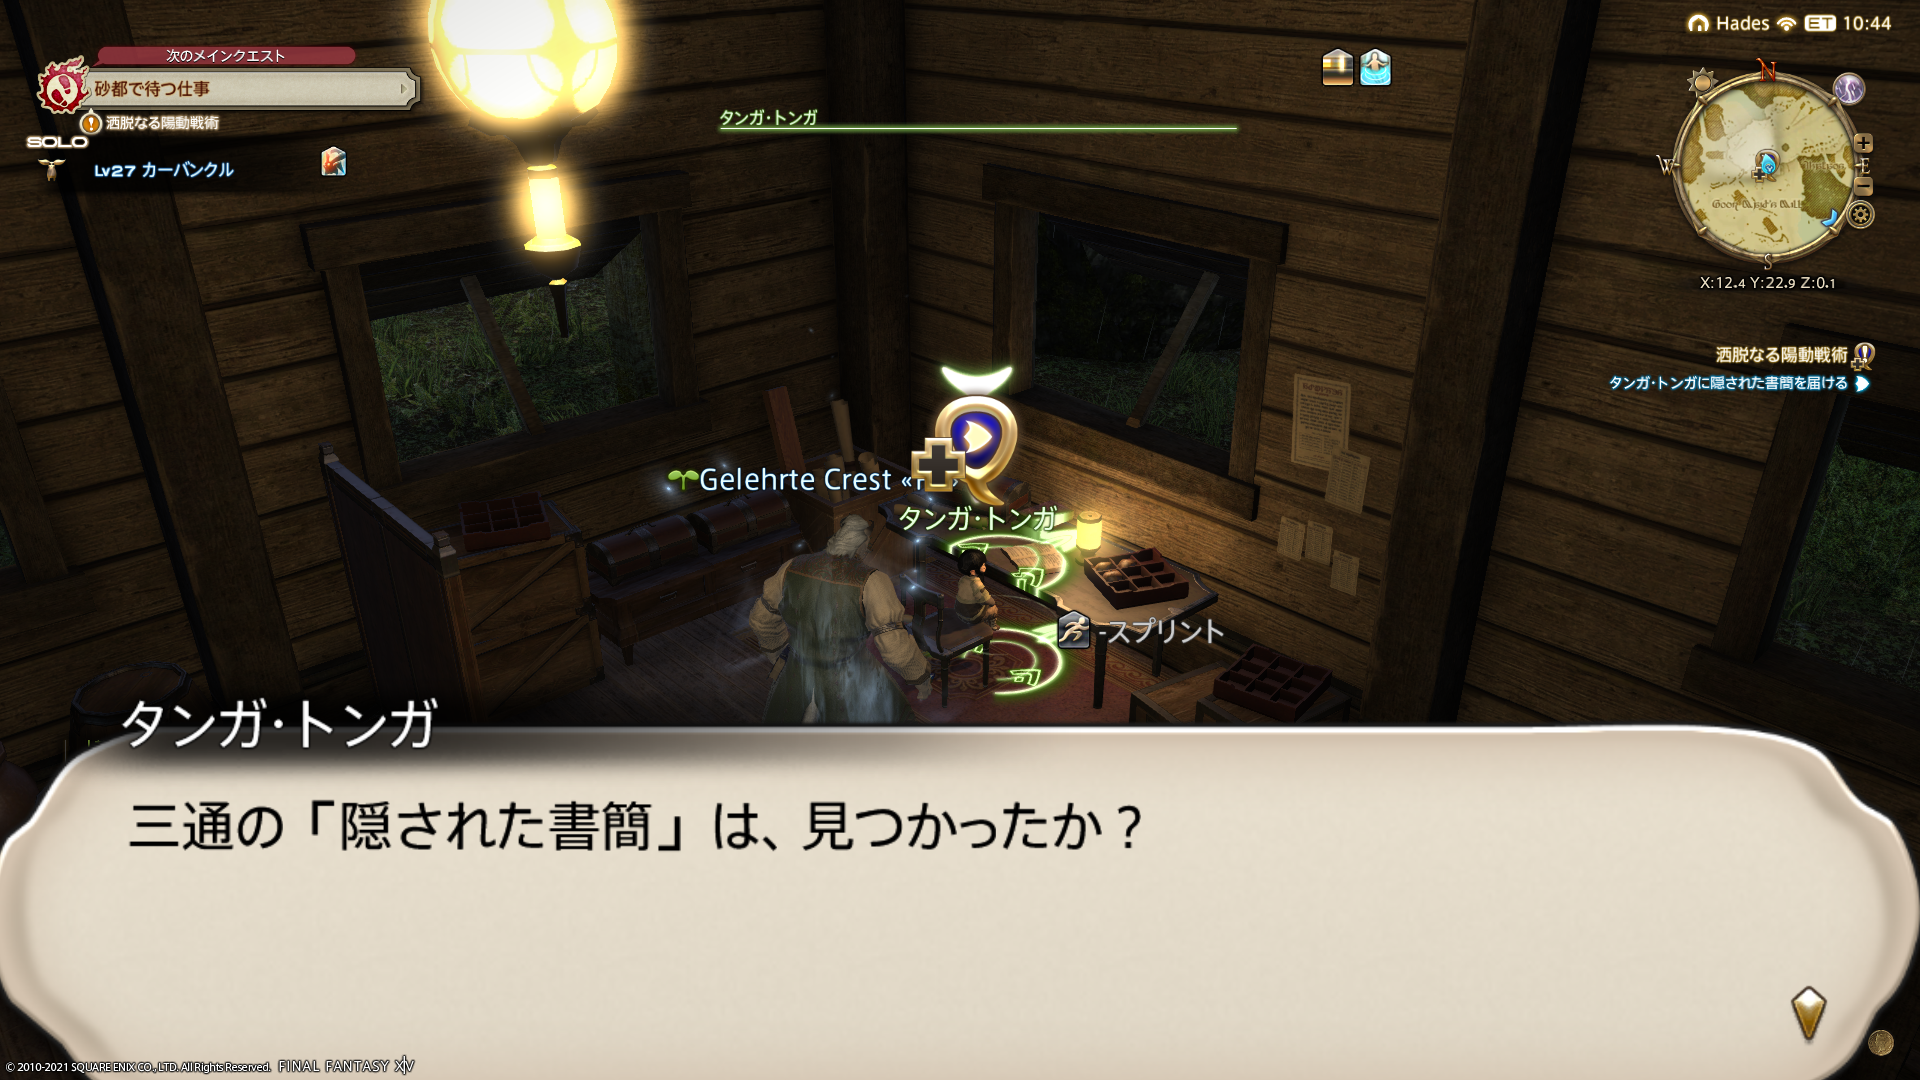 次のメインクエスト
砂都で待つ仕事
洒脱なる陽動戦術
SOLO
Lv27 カーバンクル
タンガ・トンガ
Hades ET 10:44
N
W
E
S
X:12.4 Y:22.9 Z:0.1
洒脱なる陽動戦術
タンガ・トンガに隠された書簡を届ける
Gelehrte Crest
タンガ・トンガ
-スプリント
タンガ・トンガ
三通の「隠された書簡」は、見つかったか？
© 2010-2021 SQUARE ENIX CO., LTD. All Rights Reserved. FINAL FANTASY XIV